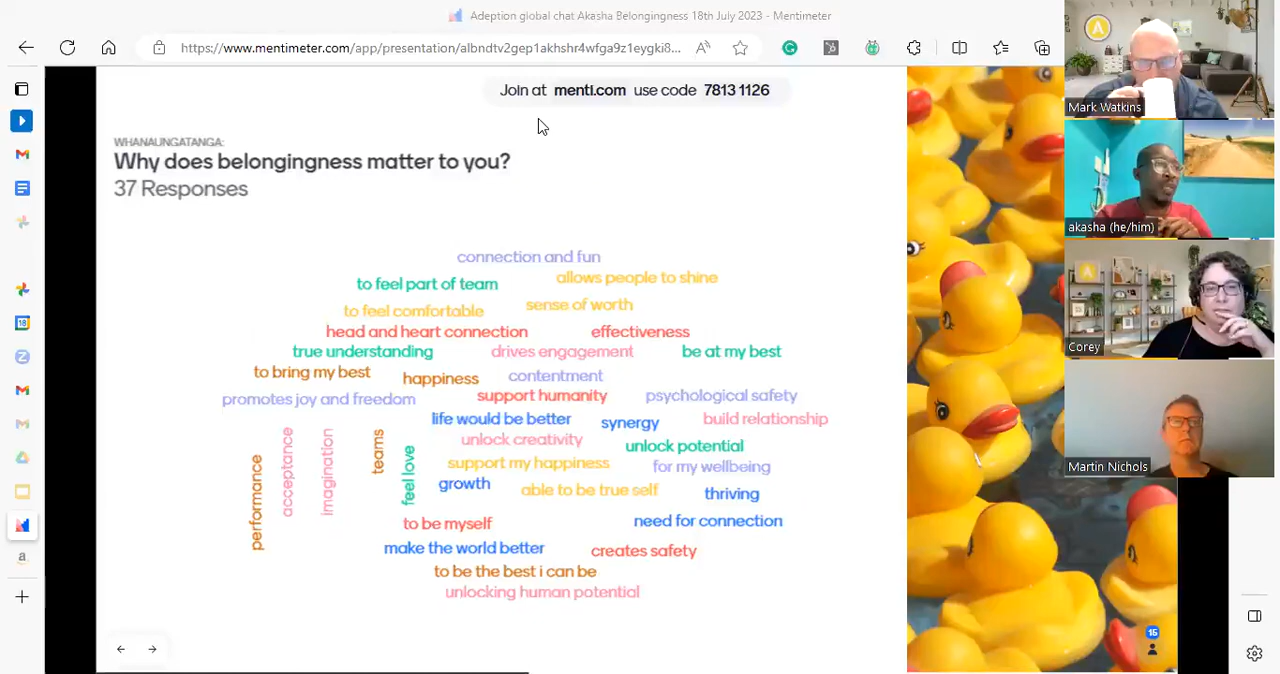 Adeption global chat Akasha Belongingness 18th July 2023 - Mentimeter
https://www.mentimeter.com/app/presentation/albndtv2gep1akhshr4wfga9z1eygki8...
Join at menti.com use code 7813 1126
WHANAUNGATANGA:
Why does belongingness matter to you?
37 Responses
connection and fun
allows people to shine
to feel part of team
sense of worth
to feel comfortable
head and heart connection
effectiveness
true understanding
drives engagement
be at my best
to bring my best
happiness
contentment
promotes joy and freedom
support humanity
psychological safety
life would be better
synergy
build relationship
unlock creativity
unlock potential
support my happiness
for my wellbeing
performance
acceptance
imagination
teams
feel love
growth
able to be true self
thriving
to be myself
need for connection
make the world better
creates safety
to be the best i can be
unlocking human potential
15
Mark Watkins
akasha (he/him)
Corey
Martin Nichols
18
a
A
A